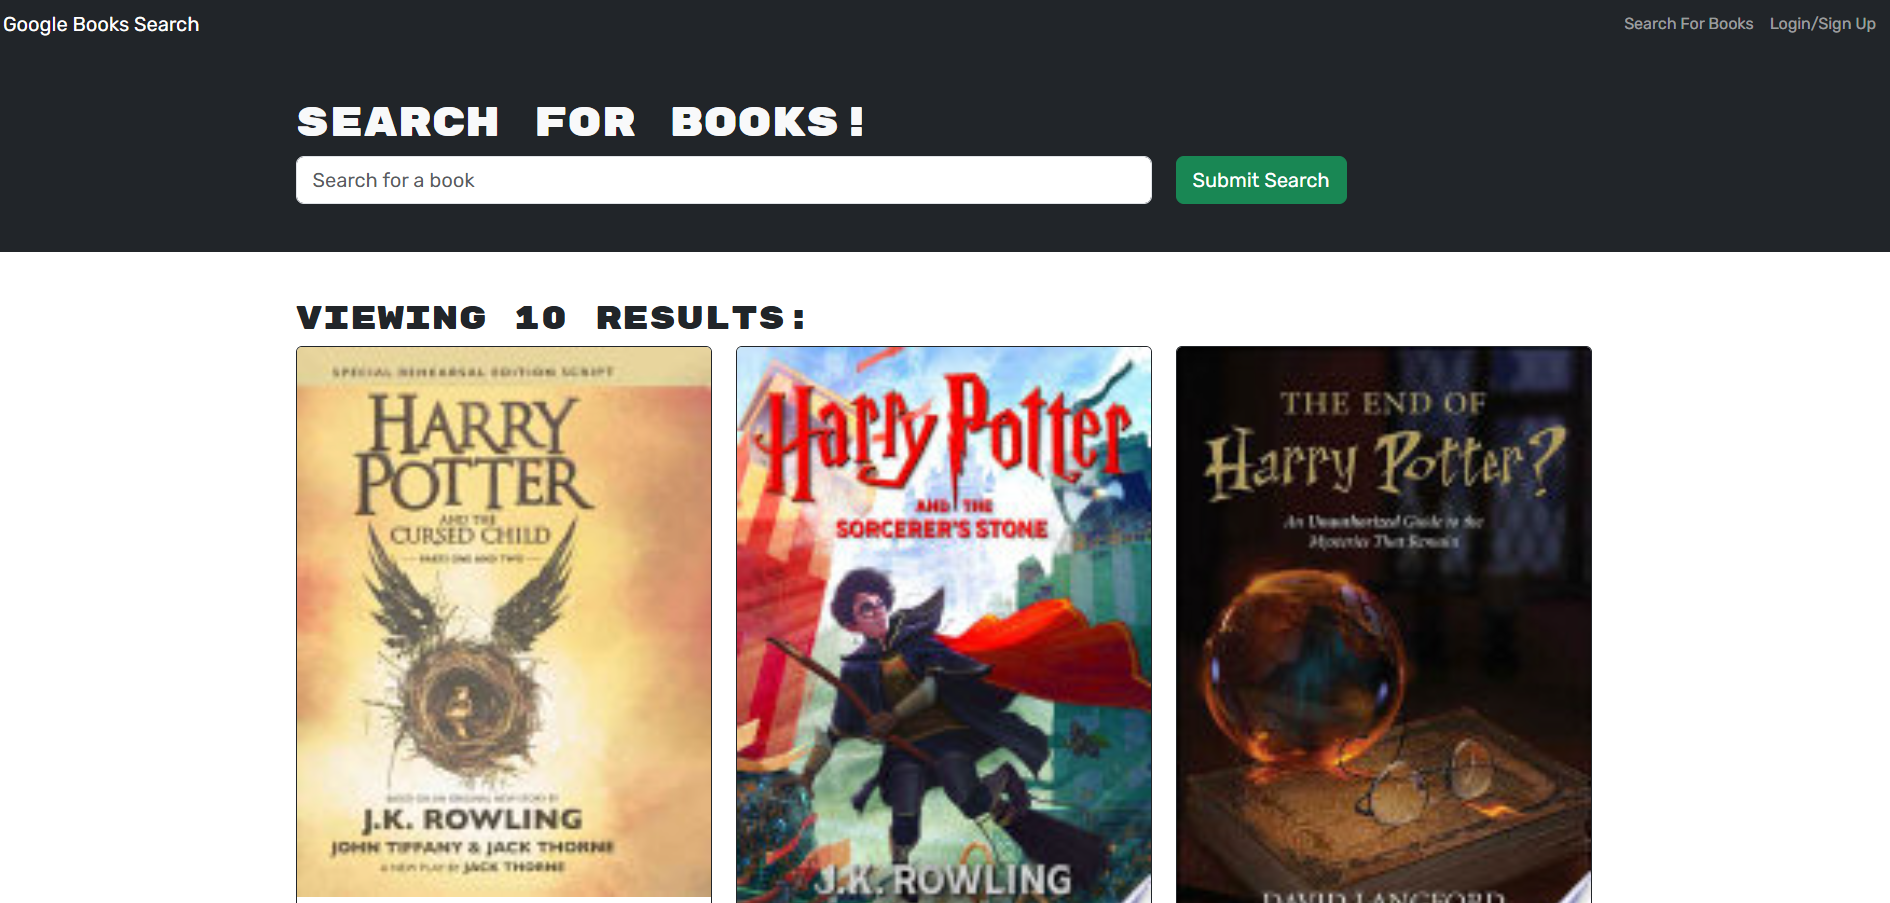 Google Books Search
Search For Books
Login/Sign Up
SEARCH FOR BOOKS!
Search for a book
Submit Search
VIEWING 10 RESULTS:
SPECIAL REHEARSAL EDITION SCRIPT
HARRY
POTTER
AND THE
CURSED CHILD
PARTS ONE AND TWO
BASED ON AN ORIGINAL NEW STORY BY
J.K. ROWLING
JOHN TIFFANY & JACK THORNE
A NEW PLAY BY JACK THORNE
Harry Potter
AND THE
SORCERER'S STONE
J.K. ROWLING
THE END OF
Harry Potter?
An Unauthorized Guide to the
Mysteries That Remain
DAVID LANGFORD